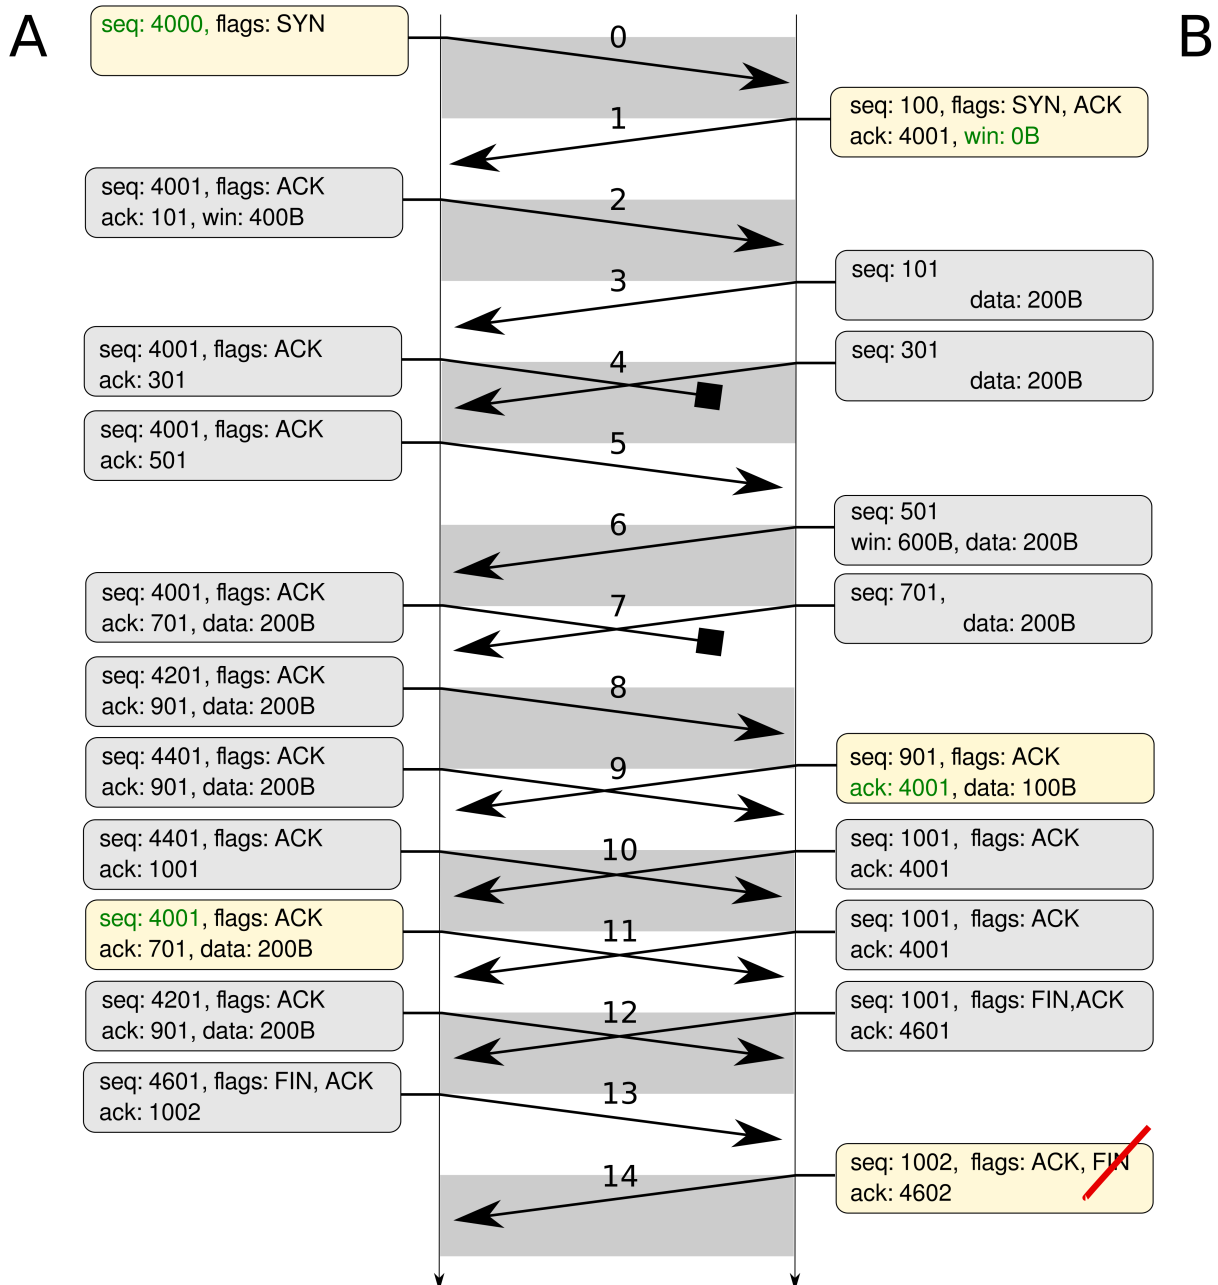 A
B
seq: 4000, flags: SYN
0
1
seq: 100, flags: SYN, ACK
ack: 4001, win: 0B
seq: 4001, flags: ACK
ack: 101, win: 400B
2
3
seq: 101
data: 200B
seq: 4001, flags: ACK
ack: 301
4
seq: 301
data: 200B
seq: 4001, flags: ACK
ack: 501
5
6
seq: 501
win: 600B, data: 200B
seq: 4001, flags: ACK
ack: 701, data: 200B
7
seq: 701,
data: 200B
seq: 4201, flags: ACK
ack: 901, data: 200B
8
seq: 4401, flags: ACK
ack: 901, data: 200B
9
seq: 901, flags: ACK
ack: 4001, data: 100B
seq: 4401, flags: ACK
ack: 1001
10
seq: 1001, flags: ACK
ack: 4001
seq: 4001, flags: ACK
ack: 701, data: 200B
11
seq: 1001, flags: ACK
ack: 4001
seq: 4201, flags: ACK
ack: 901, data: 200B
12
seq: 1001, flags: FIN,ACK
ack: 4601
seq: 4601, flags: FIN, ACK
ack: 1002
13
14
seq: 1002, flags: ACK, FIN
ack: 4602